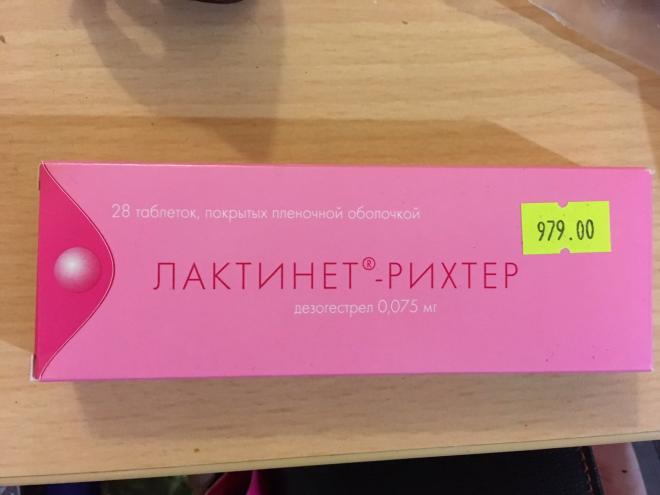 28 таблеток, покрытых пленочной оболочкой
979.00
ЛАКТИНЕТ®-РИХТЕР
дезогестрел 0,075 мг